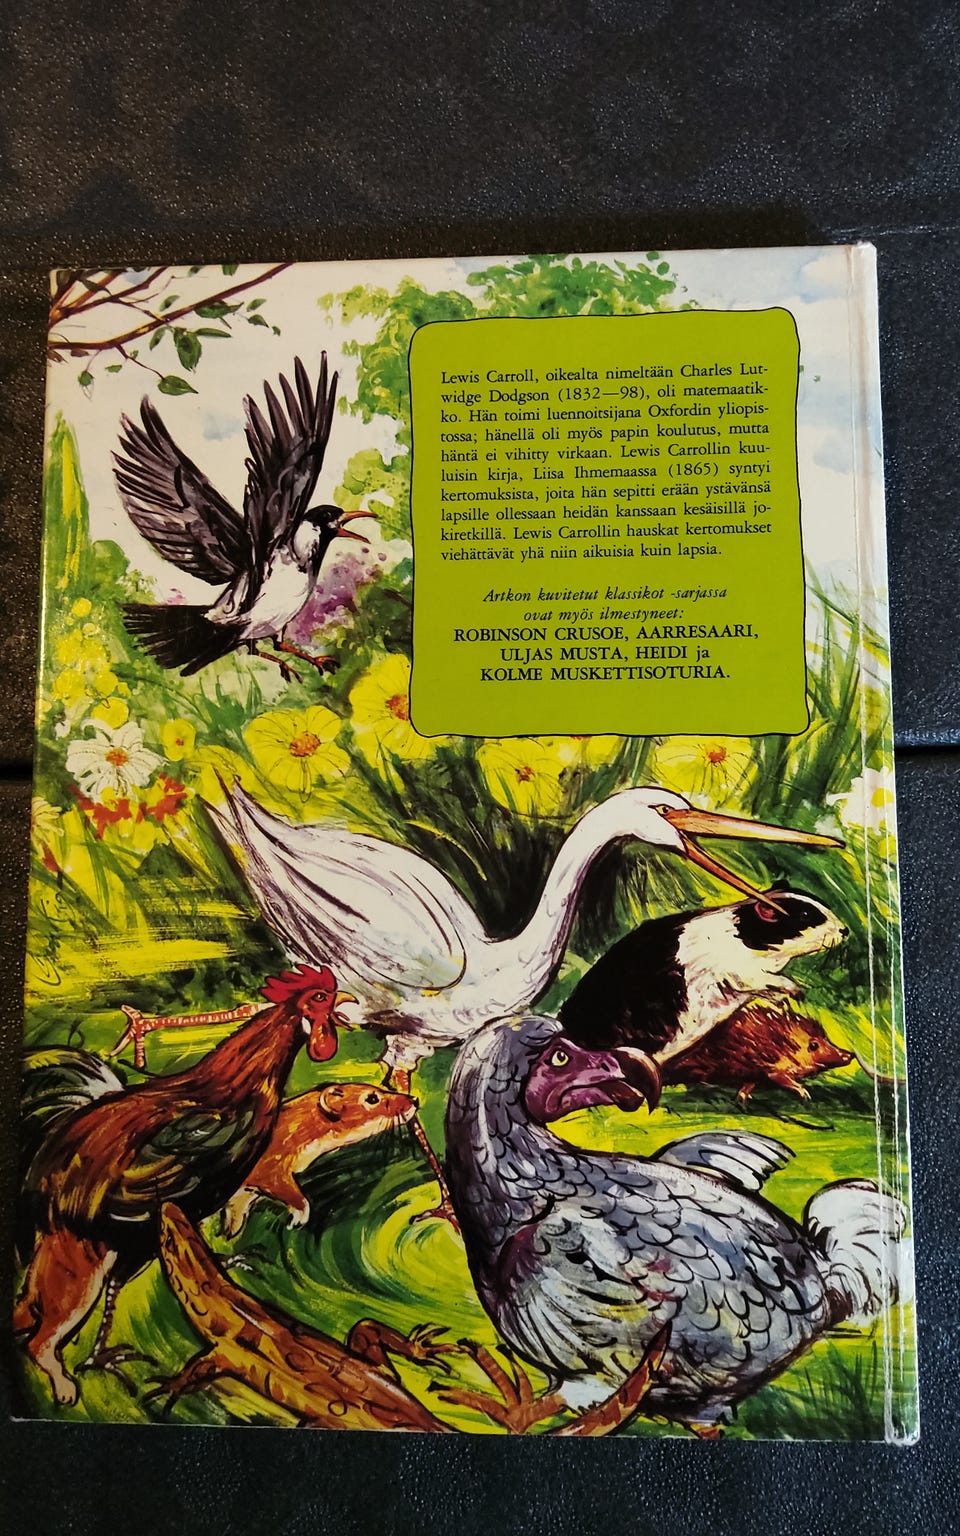 Lewis Carroll, oikealta nimeltään Charles Lut-
widge Dodgson (1832—98), oli matemaatik-
ko. Hän toimi luennoitsijana Oxfordin yliopis-
tossa; hänellä oli myös papin koulutus, mutta
häntä ei vihitty virkaan. Lewis Carrollin kuu-
luisin kirja, Liisa Ihmemaassa (1865) syntyi
kertomuksista, joita hän sepitti erään ystävänsä
lapsille ollessaan heidän kanssaan kesäisillä jo-
kiretkillä. Lewis Carrollin hauskat kertomukset
viehättävät yhä niin aikuisia kuin lapsia.
Artkon kuvitetut klassikot -sarjassa
ovat myös ilmestyneet:
ROBINSON CRUSOE, AARRESAARI,
ULJAS MUSTA, HEIDI ja
KOLME MUSKETTISOTURIA.